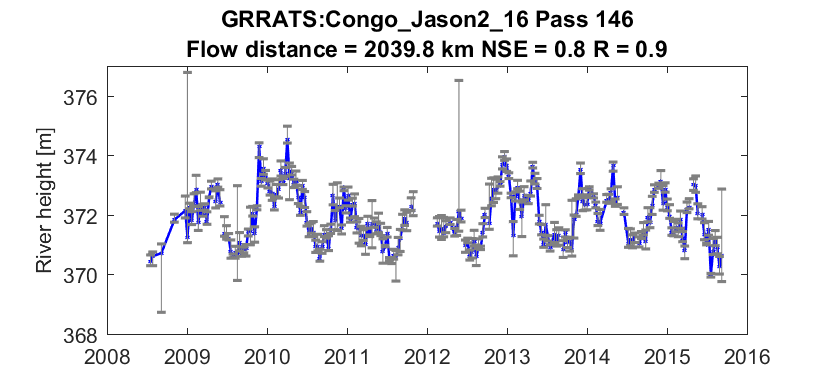 GRRATS:Congo_Jason2_16 Pass 146
Flow distance = 2039.8 km NSE = 0.8 R = 0.9
River height [m]
376
374
372
370
368
2008 2009 2010 2011 2012 2013 2014 2015 2016